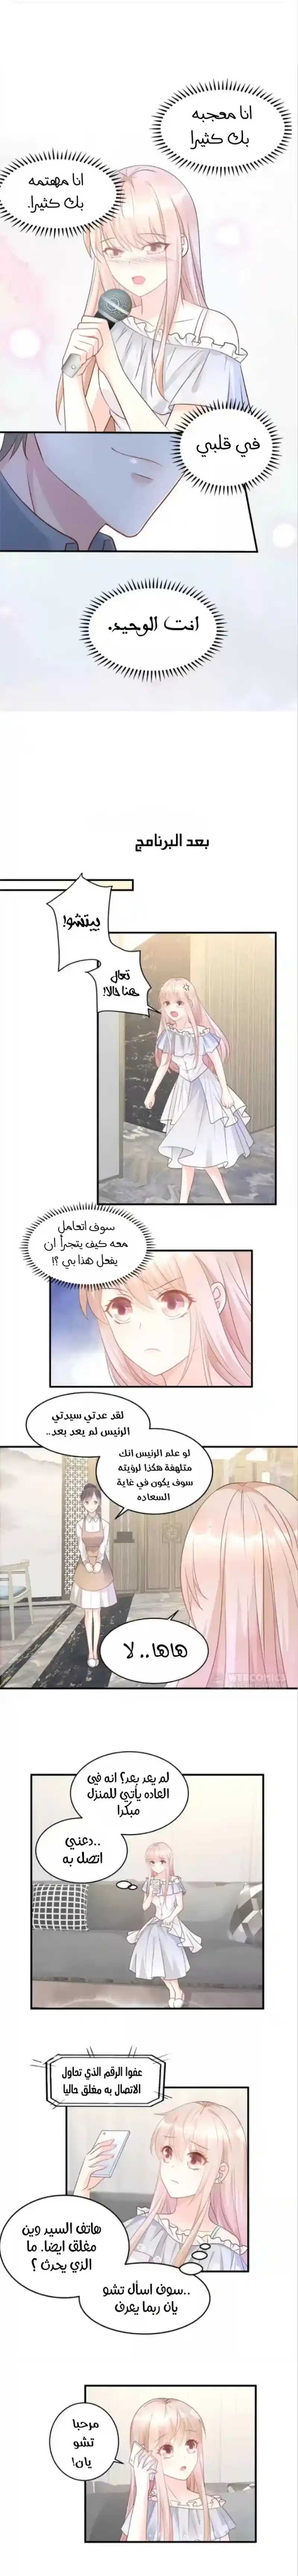 انا معجبه
بك كثيرا
انا مهتمه
بك كثيرا.
في قلبي
انت الوحيد.
بعد البرنامج
بيتشو!
تعال
هنا حالا!
سوف اتعامل
معه كيف يتجرأ ان
يفعل هذا بي ؟!
لقد عدتي سيدتي
الرئيس لم يعد بعد..
لو علم الرئيس انك
متلهفة هكذا لرؤيته
سوف يكون في غاية
السعاده
هاها.. لا
WEBCOMICS
لم يعد بعد؟ انه في
العاده يأتي للمنزل
مبكرا
..دعني
اتصل به
عفوا الرقم الذي تحاول
الاتصال به مغلق حاليا
هاتف السيد وين
مغلق ايضا. ما
الذي يحدث ؟
..سوف اسأل تشو
يان ربما يعرف
مرحبا
تشو
يان!